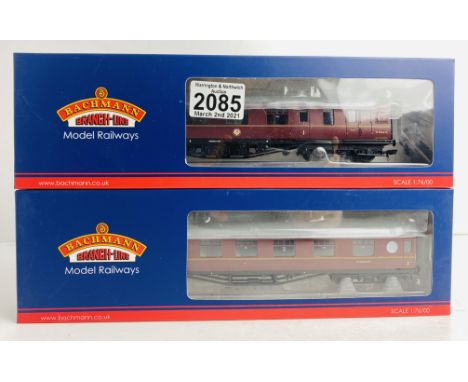 Warrington & Northwich
Auction
2085
March 2nd 2021
BACHMANN
BRANCH-LINE
Model Railways
www.bachmann.co.uk
SCALE 1:76/00
BACHMANN
BRANCH-LINE
Model Railways
www.bachmann.co.uk
SCALE 1:76/00